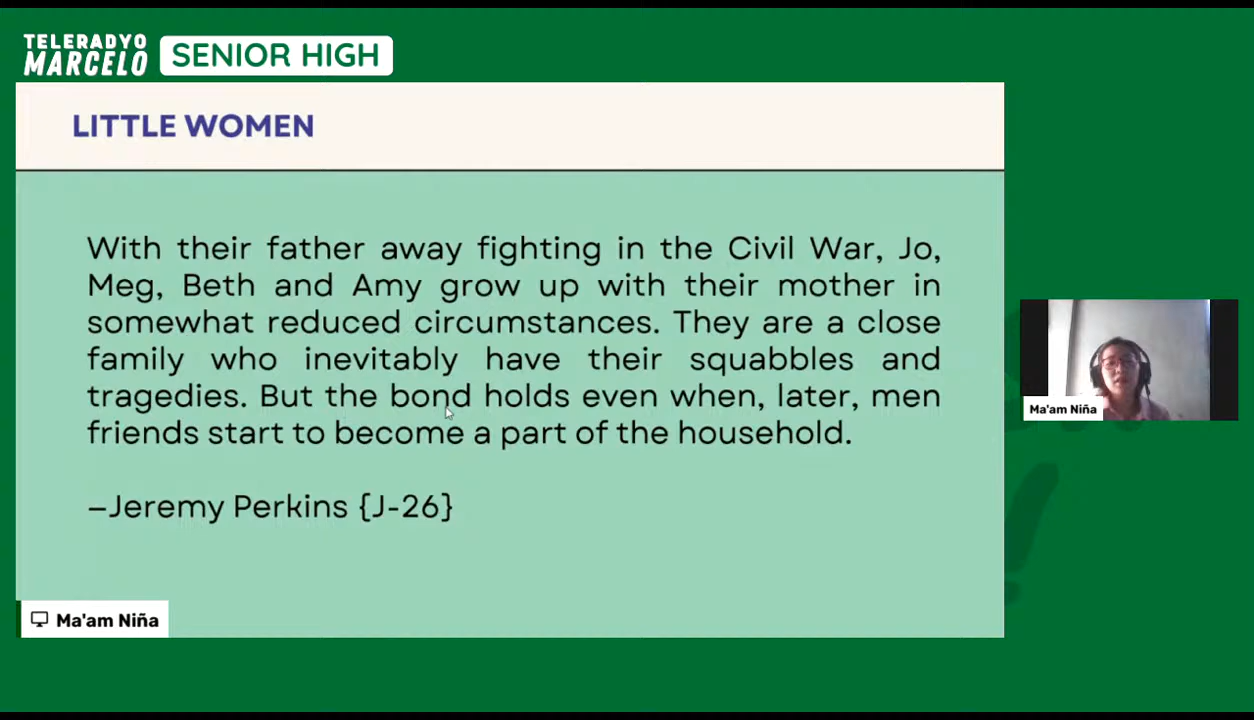 TELERADYO
MARCELO
SENIOR HIGH
LITTLE WOMEN
With their father away fighting in the Civil War, Jo,
Meg, Beth and Amy grow up with their mother in
somewhat reduced circumstances. They are a close
family who inevitably have their squabbles and
tragedies. But the bond holds even when, later, men
friends start to become a part of the household.
—Jeremy Perkins {J-26}
Ma'am Niña
Ma'am Niña